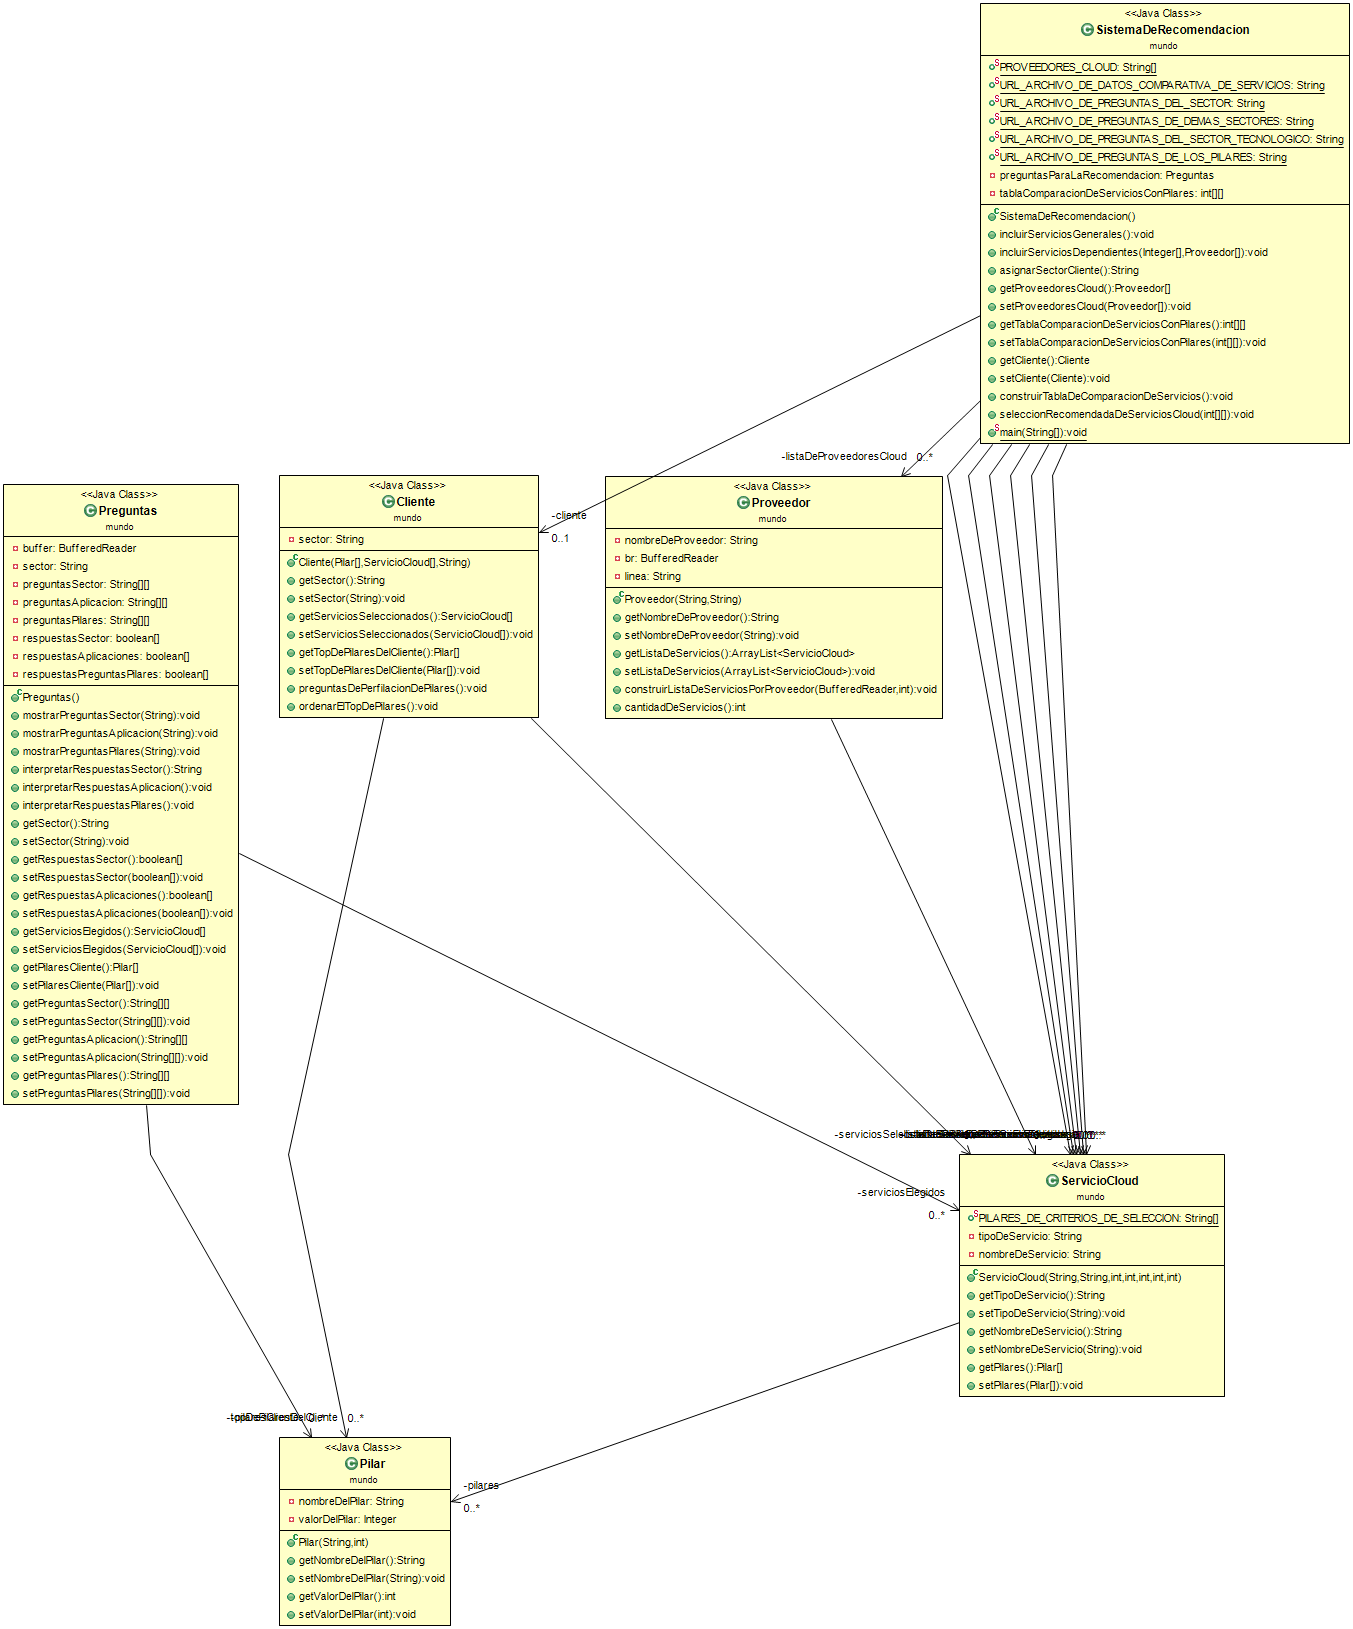 <<Java Class>>
SistemaDeRecomendacion
mundo
PROVEEDORES_CLOUD: String[]
URL_ARCHIVO_DE_DATOS_COMPARATIVA_DE_SERVICIOS: String
URL_ARCHIVO_DE_PREGUNTAS_DEL_SECTOR: String
URL_ARCHIVO_DE_PREGUNTAS_DE_DEMAS_SECTORES: String
URL_ARCHIVO_DE_PREGUNTAS_DEL_SECTOR_TECNOLOGICO: String
URL_ARCHIVO_DE_PREGUNTAS_DE_LOS_PILARES: String
preguntasParaLaRecomendacion: Preguntas
tablaComparacionDeServiciosConPilares: int[][]
SistemaDeRecomendacion()
incluirServiciosGenerales():void
incluirServiciosDependientes(Integer[],Proveedor[]):void
asignarSectorCliente():String
getProveedoresCloud():Proveedor[]
setProveedoresCloud(Proveedor[]):void
getTablaComparacionDeServiciosConPilares():int[][]
setTablaComparacionDeServiciosConPilares(int[][]):void
getCliente():Cliente
setCliente(Cliente):void
construirTablaDeComparacionDeServicios():void
seleccionRecomendadaDeServiciosCloud(int[][]):void
main(String[]):void
-listaDeProveedoresCloud 0..*
-cliente
0..1
<<Java Class>>
Preguntas
mundo
buffer: BufferedReader
sector: String
preguntasSector: String[][]
preguntasAplicacion: String[][]
preguntasPilares: String[][]
respuestasSector: boolean[]
respuestasAplicaciones: boolean[]
respuestasPreguntasPilares: boolean[]
Preguntas()
mostrarPreguntasSector(String):void
mostrarPreguntasAplicacion(String):void
mostrarPreguntasPilares(String):void
interpretarRespuestasSector():String
interpretarRespuestasAplicacion():void
interpretarRespuestasPilares():void
getSector():String
setSector(String):void
getRespuestasSector():boolean[]
setRespuestasSector(boolean[]):void
getRespuestasAplicaciones():boolean[]
setRespuestasAplicaciones(boolean[]):void
getServiciosElegidos():ServicioCloud[]
setServiciosElegidos(ServicioCloud[]):void
getPilaresCliente():Pilar[]
setPilaresCliente(Pilar[]):void
getPreguntasSector():String[][]
setPreguntasSector(String[][]):void
getPreguntasAplicacion():String[][]
setPreguntasAplicacion(String[][]):void
getPreguntasPilares():String[][]
setPreguntasPilares(String[][]):void
<<Java Class>>
Cliente
mundo
sector: String
Cliente(Pilar[],ServicioCloud[],String)
getSector():String
setSector(String):void
getServiciosSeleccionados():ServicioCloud[]
setServiciosSeleccionados(ServicioCloud[]):void
getTopDePilaresDelCliente():Pilar[]
setTopDePilaresDelCliente(Pilar[]):void
preguntasDePerfilacionDePilares():void
ordenarElTopDePilares():void
<<Java Class>>
Proveedor
mundo
nombreDeProveedor: String
br: BufferedReader
linea: String
Proveedor(String,String)
getNombreDeProveedor():String
setNombreDeProveedor(String):void
getListaDeServicios():ArrayList<ServicioCloud>
setListaDeServicios(ArrayList<ServicioCloud>):void
construirListaDeServiciosPorProveedor(BufferedReader,int):void
cantidadDeServicios():int
-serviciosElegidos
0..*
<<Java Class>>
ServicioCloud
mundo
PILARES_DE_CRITERIOS_DE_SELECCION: String[]
tipoDeServicio: String
nombreDeServicio: String
ServicioCloud(String,String,int,int,int,int,int)
getTipoDeServicio():String
setTipoDeServicio(String):void
getNombreDeServicio():String
setNombreDeServicio(String):void
getPilares():Pilar[]
setPilares(Pilar[]):void
0..*
0..*
<<Java Class>>
Pilar
mundo
nombreDelPilar: String
valorDelPilar: Integer
Pilar(String,int)
getNombreDelPilar():String
setNombreDelPilar(String):void
getValorDelPilar():int
setValorDelPilar(int):void
-pilares
0..*